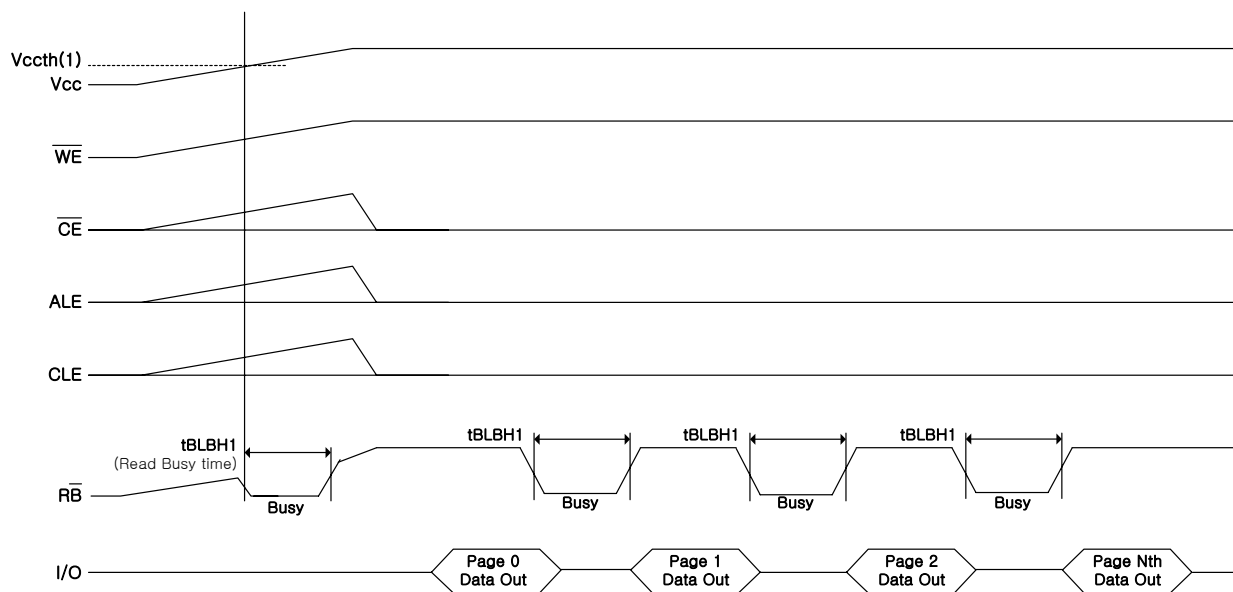 Vccth(1)
Vcc
WE
CE
ALE
CLE
tBLBH1
(Read Busy time)
tBLBH1
tBLBH1
tBLBH1
RB
Busy
Busy
Busy
Busy
I/O
Page 0
Data Out
Page 1
Data Out
Page 2
Data Out
Page Nth
Data Out